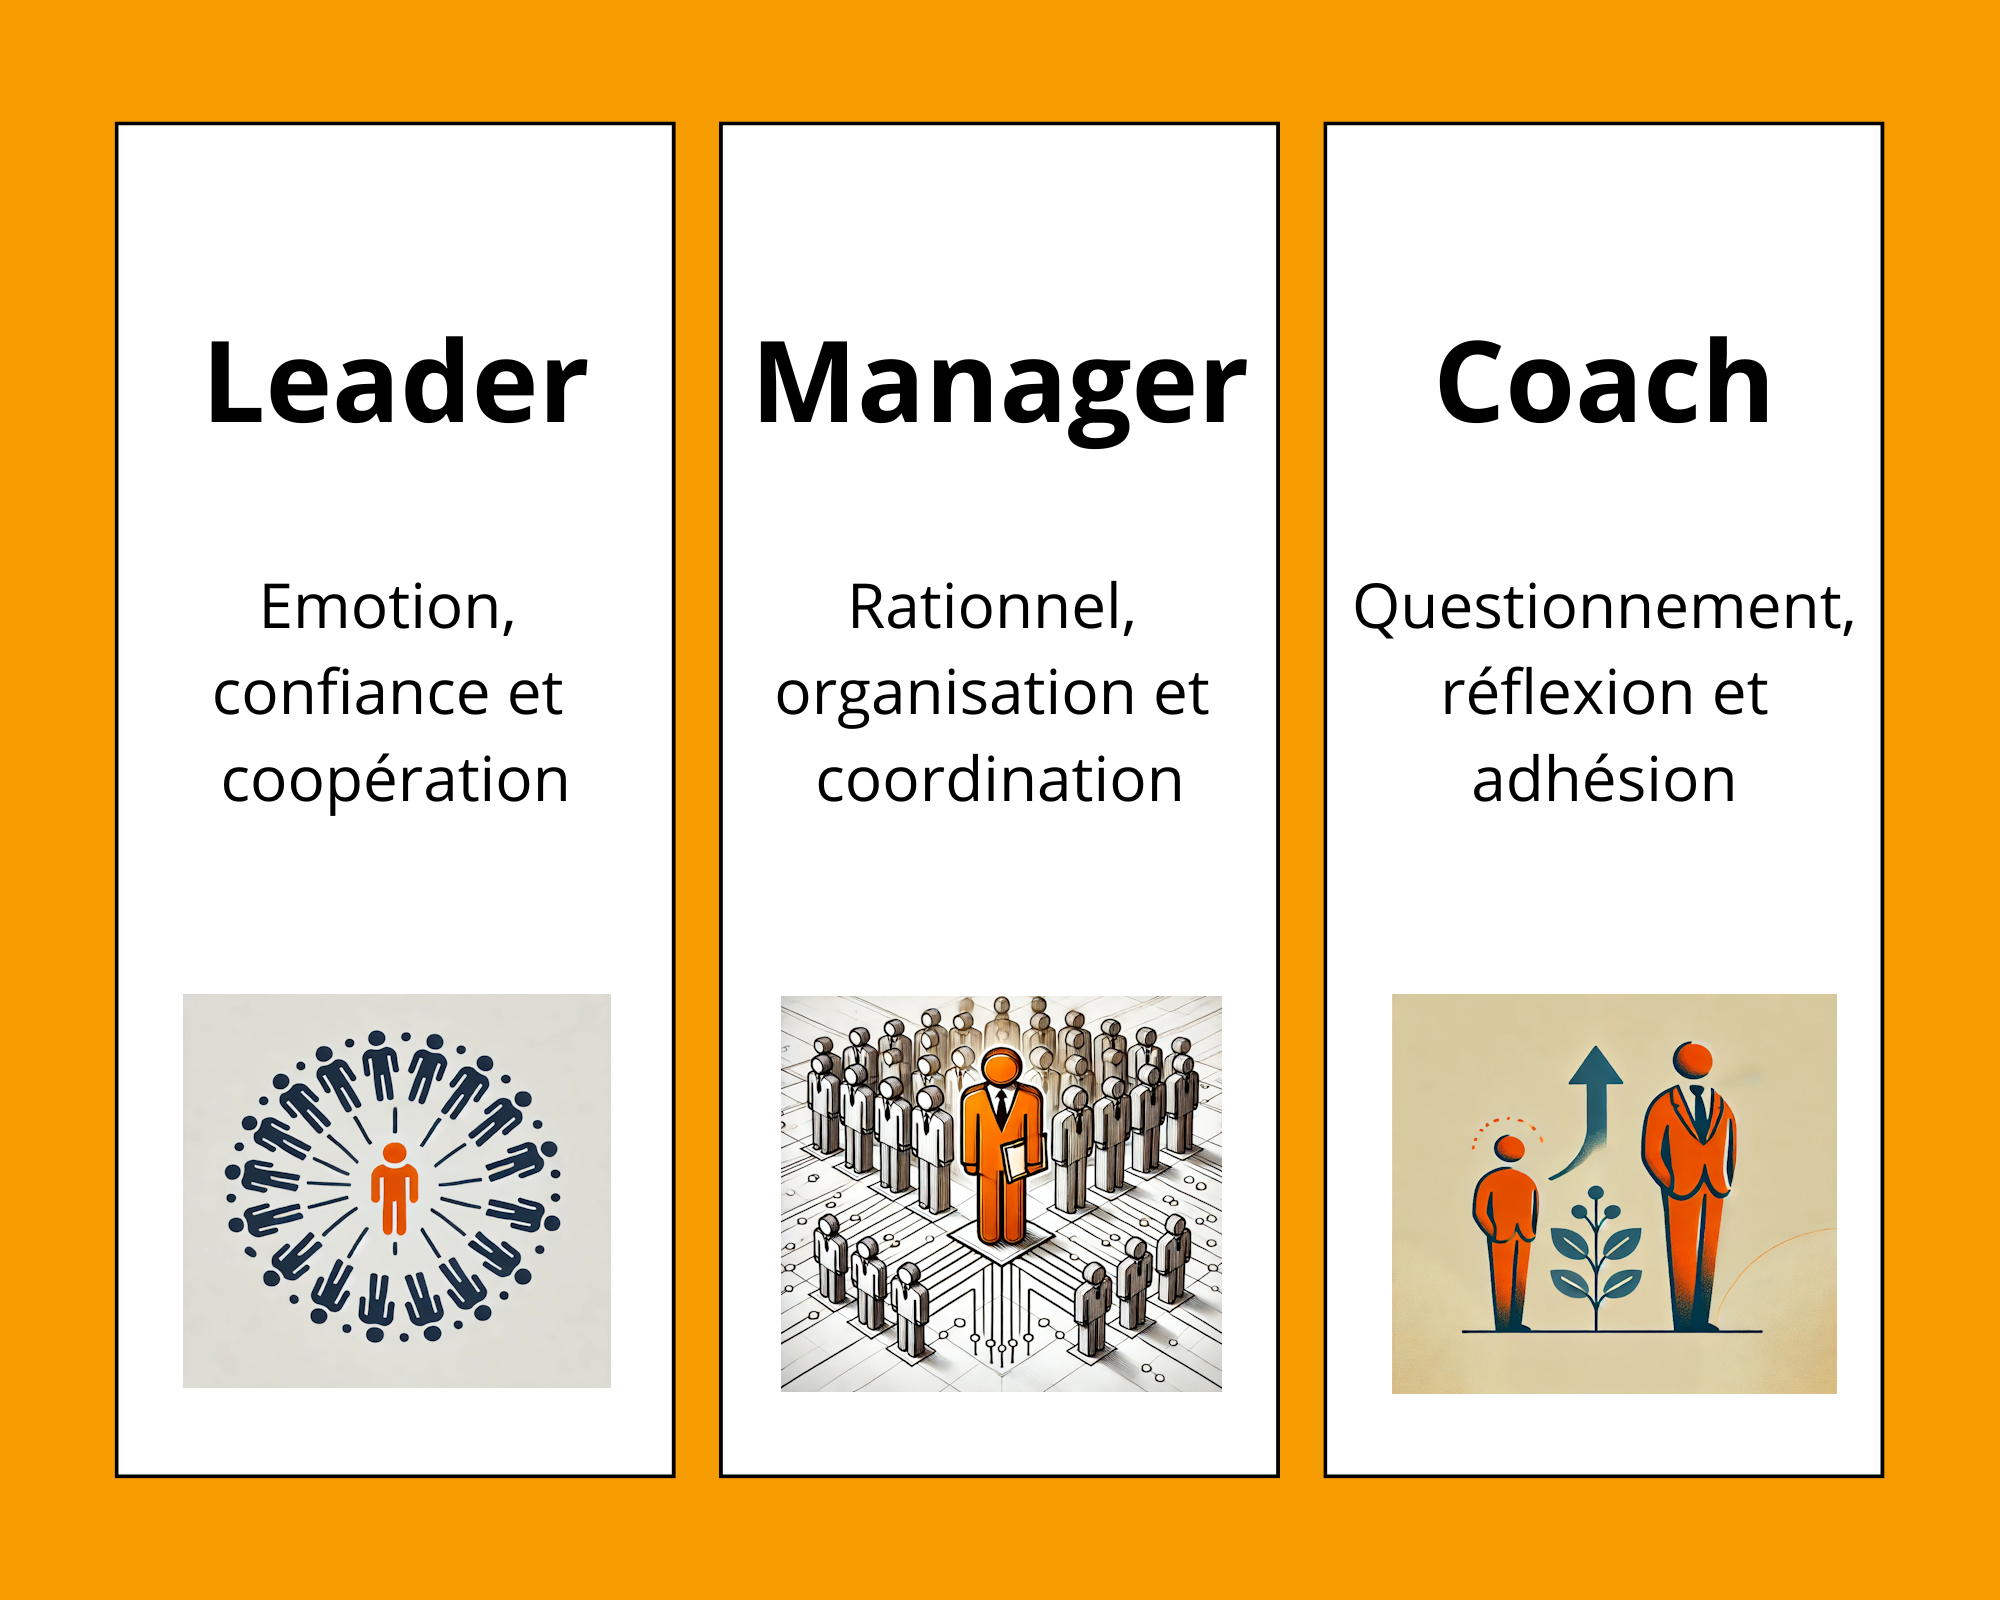 Leader
Emotion,
confiance et
coopération
Manager
Rationnel,
organisation et
coordination
Coach
Questionnement,
réflexion et
adhésion